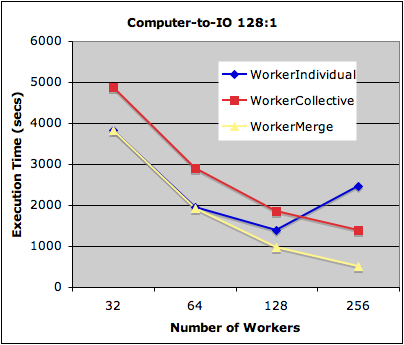 Computer-to-IO 128:1
6000
5000
4000
3000
2000
1000
0
Execution Time (secs)
WorkerIndividual
WorkerCollective
WorkerMerge
32 64 128 256
Number of Workers